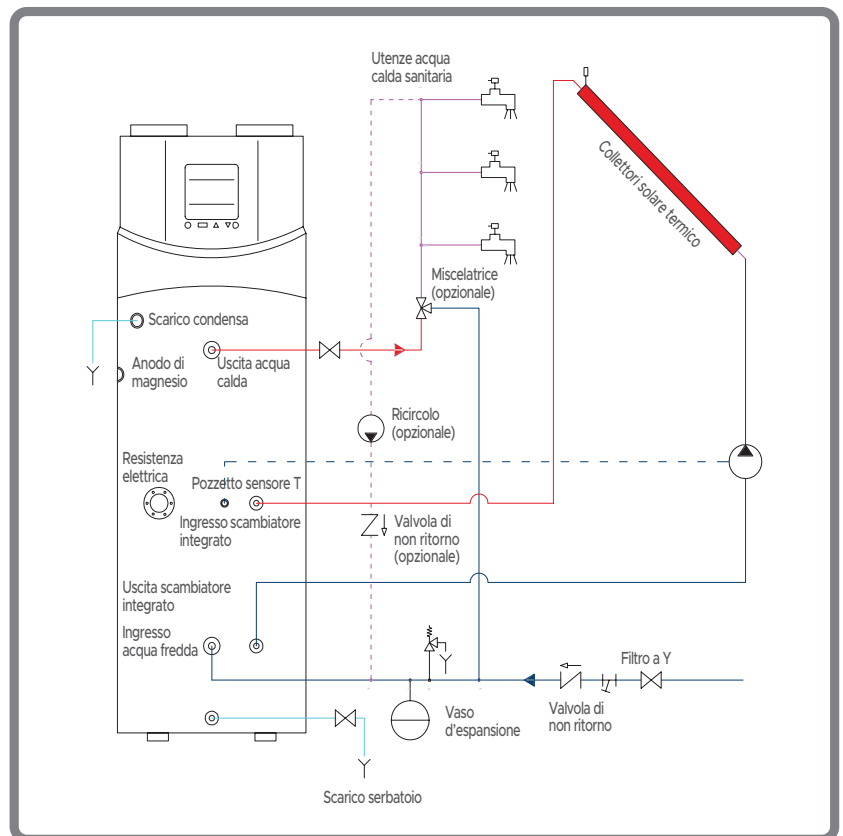 Utenze acqua
calda sanitaria
Collettori solare termico
Miscelatrice
(opzionale)
Scarico condensa
Anodo di
magnesio
Uscita acqua
calda
Ricircolo
(opzionale)
Resistenza
elettrica
Pozzetto sensore T
Ingresso scambiatore
integrato
Valvola di
non ritorno
(opzionale)
Uscita scambiatore
integrato
Ingresso
acqua fredda
Filtro a Y
Vaso
d'espansione
Valvola di
non ritorno
Scarico serbatoio